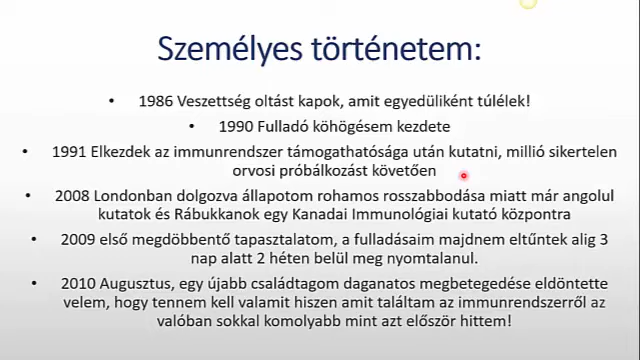 Személyes történetem:
• 1986 Veszettség oltást kapok, amit egyedüliként túlélek!
• 1990 Fulladó köhögésem kezdete
• 1991 Elkezdek az immunrendszer támogathatósága után kutatni, millió sikertelen
orvosi próbálkozást követően
• 2008 Londonban dolgozva állapotom rohamos rosszabbodása miatt már angolul
kutatok és Rábukkanok egy Kanadai Immunológiai kutató központra
• 2009 első megdöbbentő tapasztalatom, a fulladásaim majdnem eltűntek alig 3
nap alatt 2 héten belül meg nyomtalanul.
• 2010 Augusztus, egy újabb családtagom daganatos megbetegedése eldöntette
velem, hogy tennem kell valamit hiszen amit találtam az immunrendszerről az
valóban sokkal komolyabb mint azt először hittem!